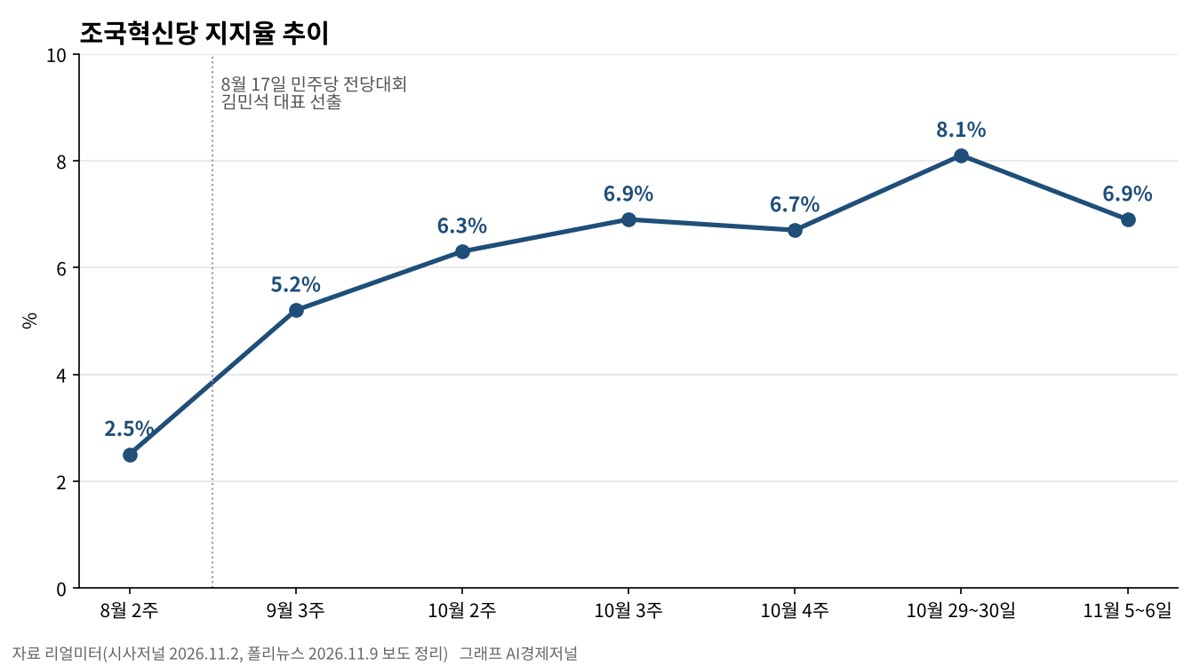 조국혁신당 지지율 추이
10
8월 17일 민주당 전당대회
김민석 대표 선출
8.1%
8
6.9%
6.7%
6.9%
6.3%
6
5.2%
%
4
2.5%
2
0
8월 2주 9월 3주 10월 2주 10월 3주 10월 4주 10월 29~30일 11월 5~6일
자료 리얼미터(시사저널 2026.11.2, 폴리뉴스 2026.11.9 보도 정리) 그래프 AI경제저널